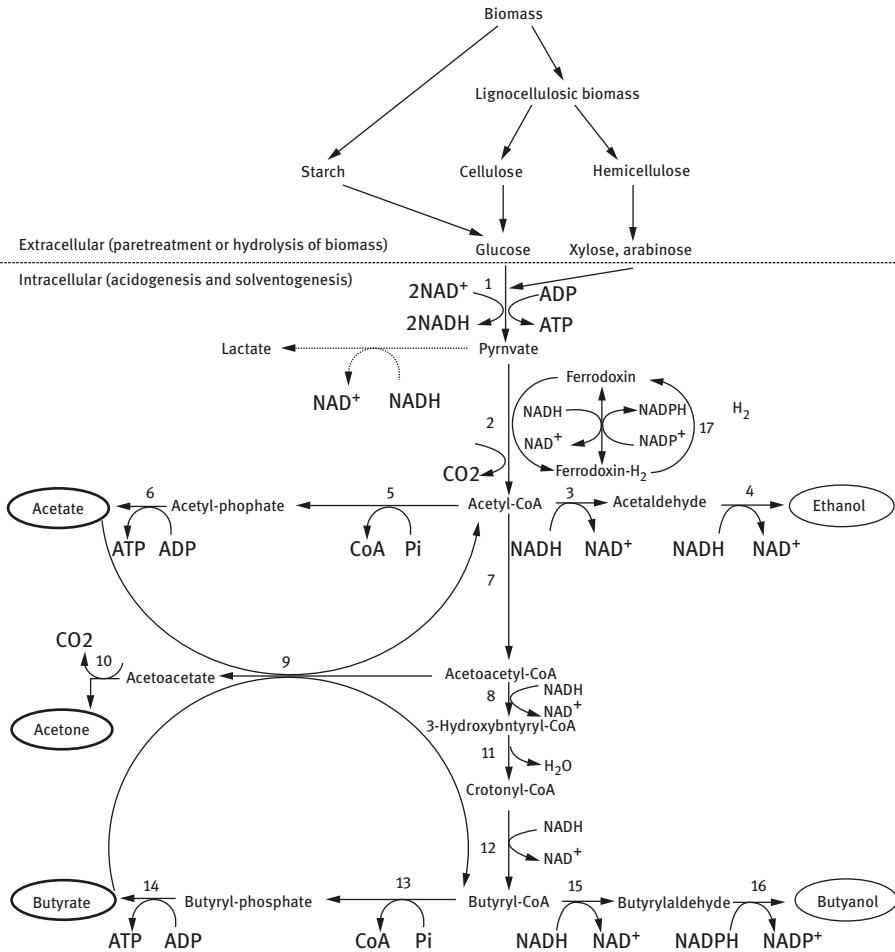 Biomass
Lignocellulosic biomass
Starch
Cellulose
Hemicellulose
Extracellular (paretreatment or hydrolysis of biomass)
Glucose
Xylose, arabinose
Intracellular (acidogenesis and solventogenesis)
2NAD+
1
ADP
2NADH
ATP
Lactate
Pyrnvate
NAD+
NADH
Ferrodoxin
NADH
NADPH
2
NAD+
NADP+
17
H2
CO2
Ferrodoxin-H2
Acetate
6
Acetyl-phophate
5
Acetyl-CoA
3
Acetaldehyde
4
Ethanol
ATP
ADP
CoA
Pi
NADH
NAD+
NADH
NAD+
7
CO2
10
Acetoacetate
9
Acetoacetyl-CoA
8
NADH
NAD+
Acetone
3-Hydroxybntyryl-CoA
11
H2O
Crotonyl-CoA
12
NADH
NAD+
Butyrate
14
Butyryl-phosphate
13
Butyryl-CoA
15
Butyrylaldehyde
16
Butyanol
ATP
ADP
CoA
Pi
NADH
NAD+
NADPH
NADP+